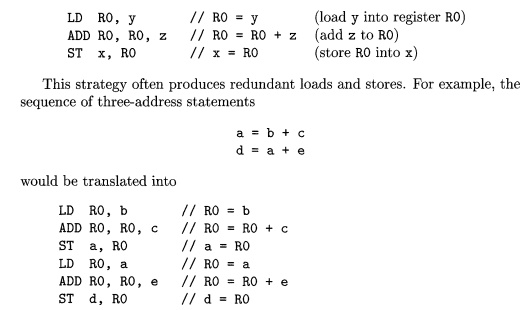 LD R0, y // R0 = y (load y into register R0)
ADD R0, R0, z // R0 = R0 + z (add z to R0)
ST x, R0 // x = R0 (store R0 into x)
This strategy often produces redundant loads and stores. For example, the
sequence of three-address statements
a = b + c
d = a + e
would be translated into
LD R0, b // R0 = b
ADD R0, R0, c // R0 = R0 + c
ST a, R0 // a = R0
LD R0, a // R0 = a
ADD R0, R0, e // R0 = R0 + e
ST d, R0 // d = R0